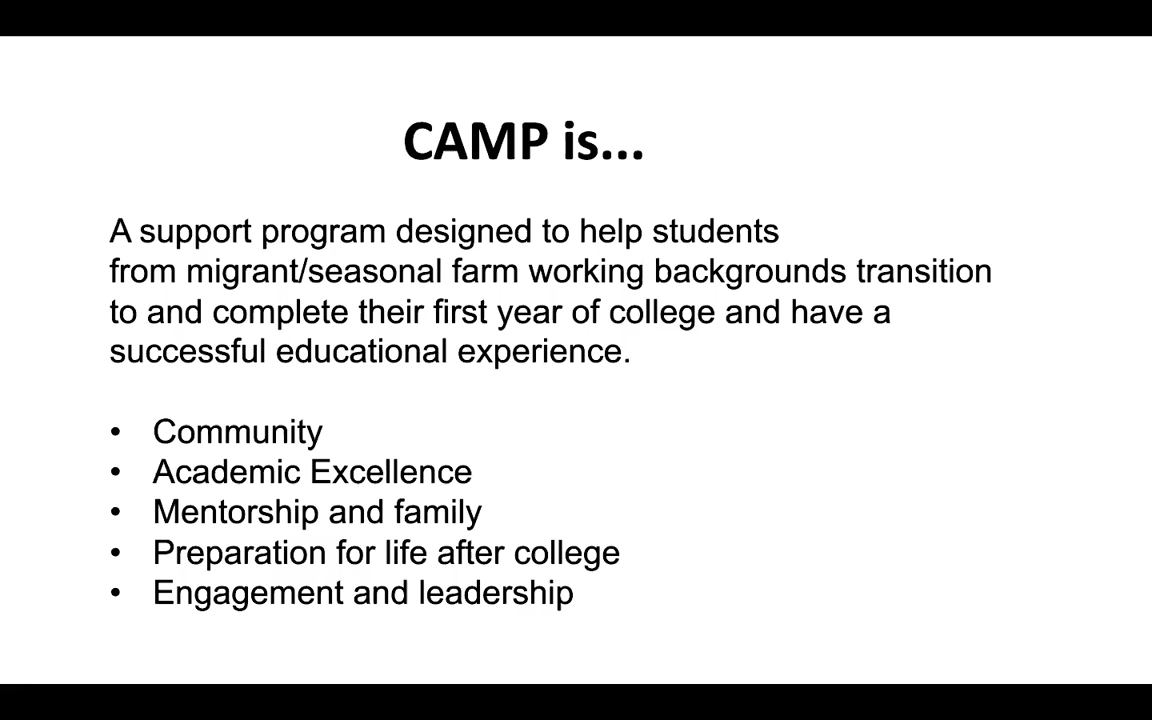 CAMP is...
A support program designed to help students
from migrant/seasonal farm working backgrounds transition
to and complete their first year of college and have a
successful educational experience.
• Community
• Academic Excellence
• Mentorship and family
• Preparation for life after college
• Engagement and leadership